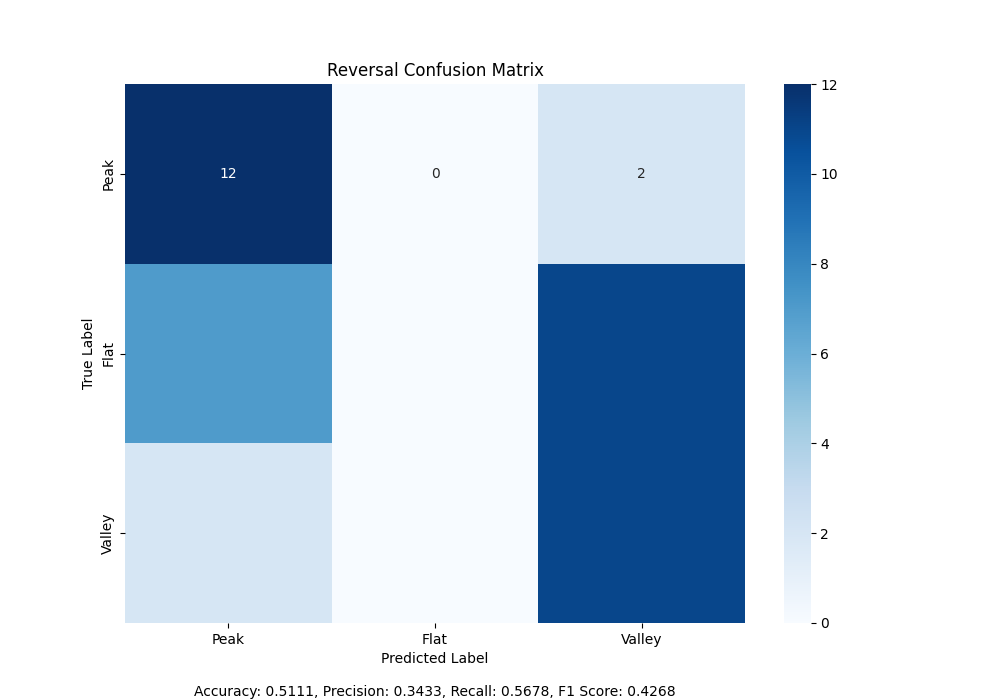 Reversal Confusion Matrix
12
10
8
6
4
2
0
Peak
12
0
2
True Label
Flat
Valley
Peak
Flat
Valley
Predicted Label
Accuracy: 0.5111, Precision: 0.3433, Recall: 0.5678, F1 Score: 0.4268